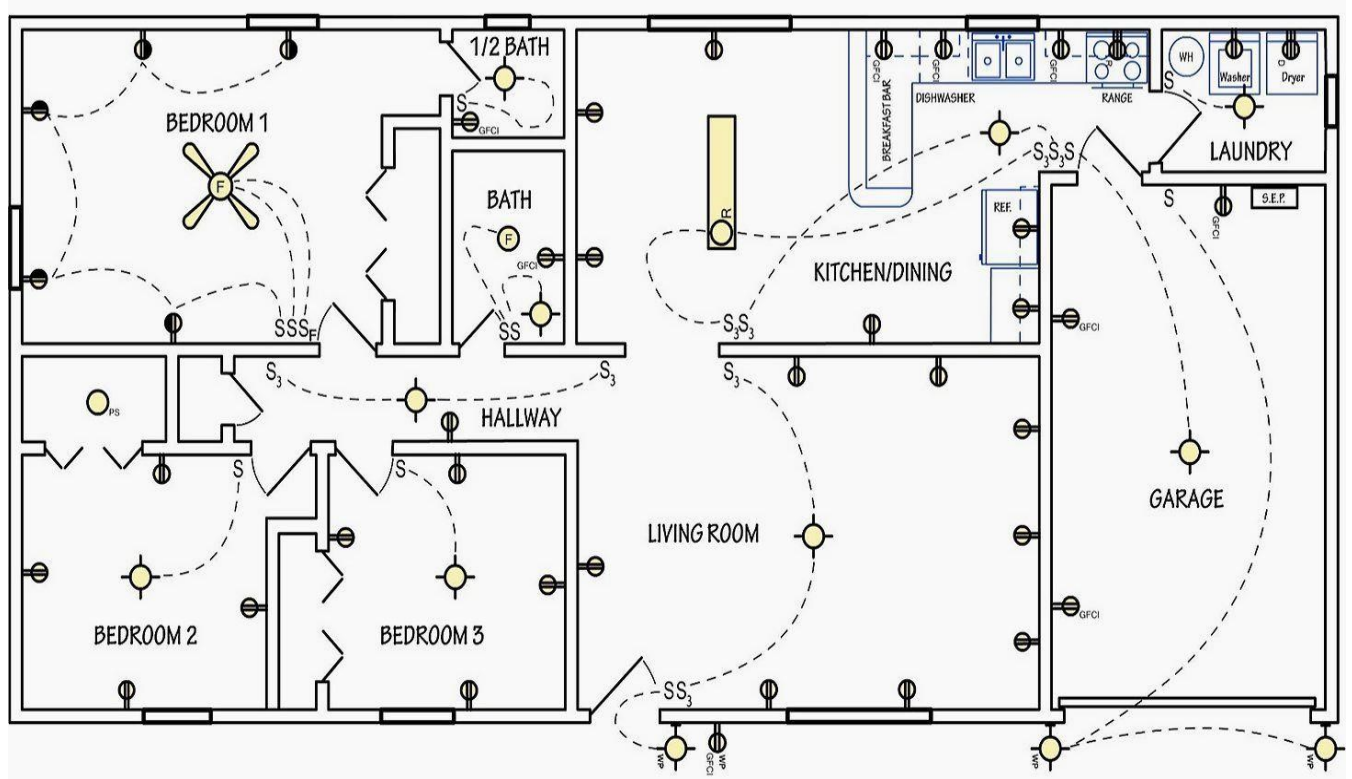 1/2 BATH
S
GFCI
BEDROOM 1
F
BATH
F
GFCI
SS
SSSF
GFCI
GFCI
GFCI
R
BREAKFAST BAR
DISHWASHER
RANGE
S3S3S
R
REF.
KITCHEN/DINING
S3S3
WH
Washer
D
Dryer
S
LAUNDRY
S
GFCI
S.E.P.
GFCI
GARAGE
GFCI
PS
S3
S3
HALLWAY
S3
S
S
LIVING ROOM
BEDROOM 2
BEDROOM 3
SS3
WP
GFCI
WP
WP
WP